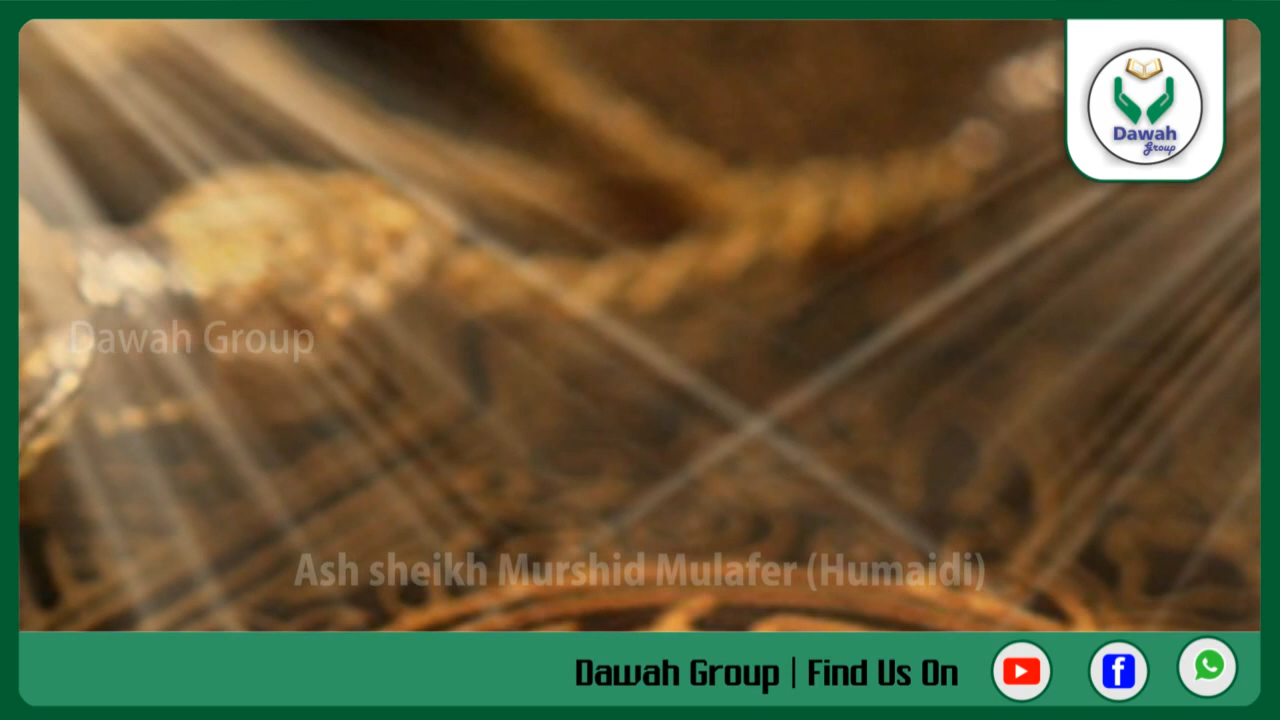 Dawah
Group
Dawah Group
Ash sheikh Murshid Mulafer (Humaidi)
Dawah Group | Find Us On